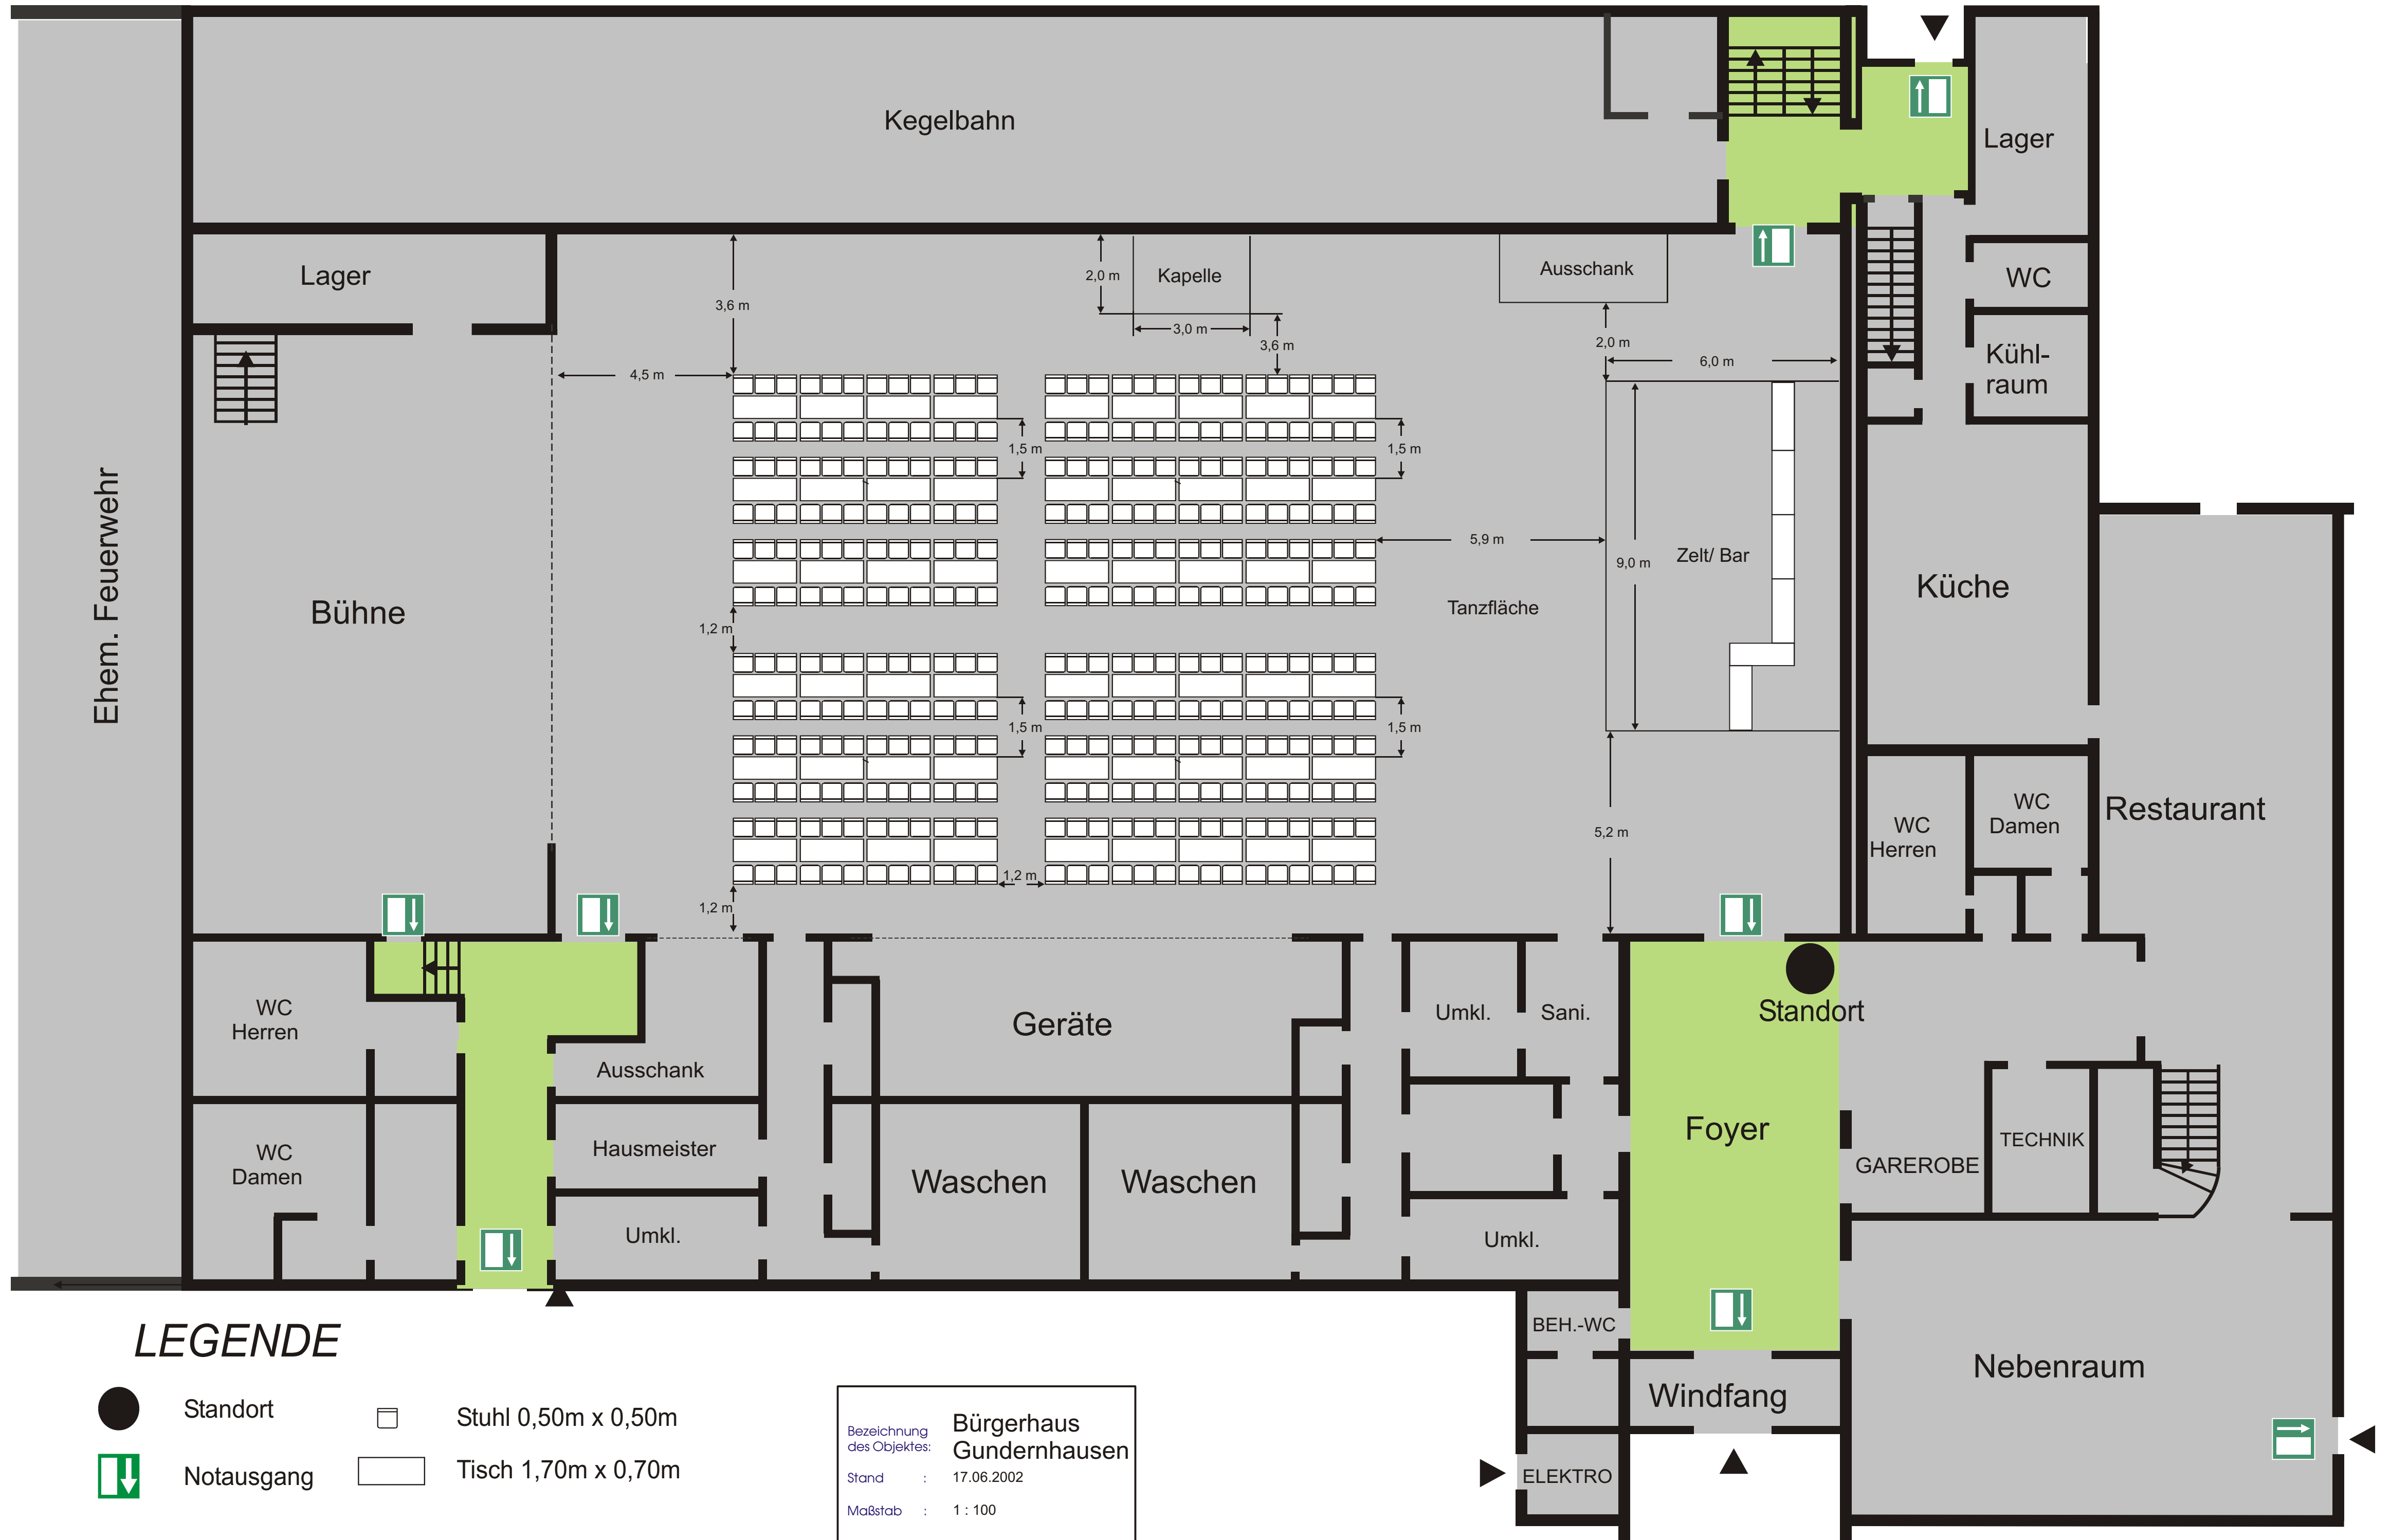 Kegelbahn
Lager
Lager
Kapelle
Ausschank
WC
2,0 m
3,6 m
3,0 m
3,6 m
2,0 m
6,0 m
Kühl-
raum
4,5 m
1,5 m
1,5 m
Ehem. Feuerwehr
Bühne
5,9 m
9,0 m
Zelt/ Bar
Küche
Tanzfläche
1,2 m
1,5 m
1,5 m
WC
Damen
Restaurant
WC
Herren
5,2 m
1,2 m
1,2 m
WC
Herren
Geräte
Umkl.
Sani.
Standort
Ausschank
Foyer
Hausmeister
TECHNIK
WC
Damen
Waschen
Waschen
GAREROBE
Umkl.
Umkl.
BEH.-WC
Windfang
Nebenraum
ELEKTRO
LEGENDE
Standort
Stuhl 0,50m x 0,50m
Notausgang
Tisch 1,70m x 0,70m
Bezeichnung
des Objektes:
Bürgerhaus
Gundernhausen
Stand : 17.06.2002
Maßstab : 1 : 100